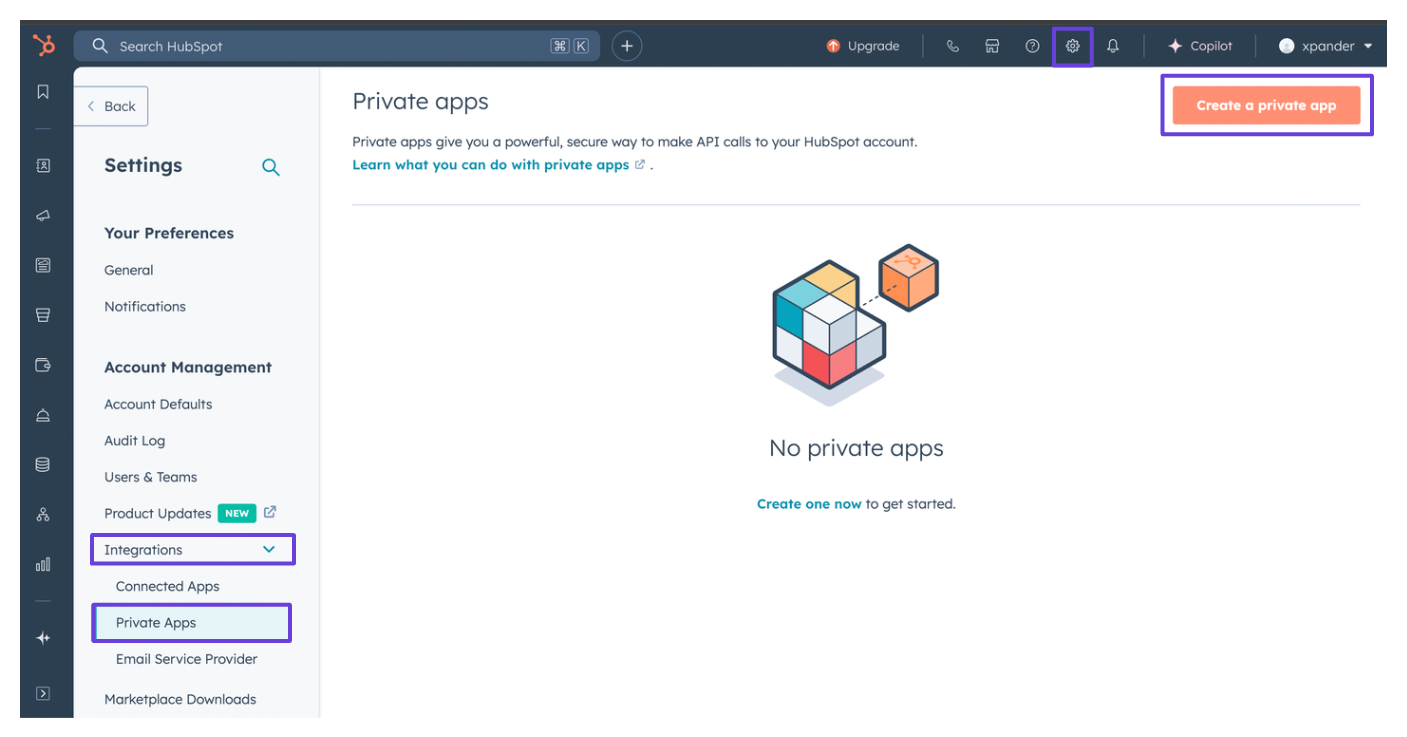 Search HubSpot
⌘ K
+
Upgrade
Copilot
xpander
Back
Settings
Your Preferences
General
Notifications
Account Management
Account Defaults
Audit Log
Users & Teams
Product Updates NEW
Integrations
Connected Apps
Private Apps
Email Service Provider
Marketplace Downloads
Private apps
Create a private app
Private apps give you a powerful, secure way to make API calls to your HubSpot account.
Learn what you can do with private apps .
No private apps
Create one now to get started.